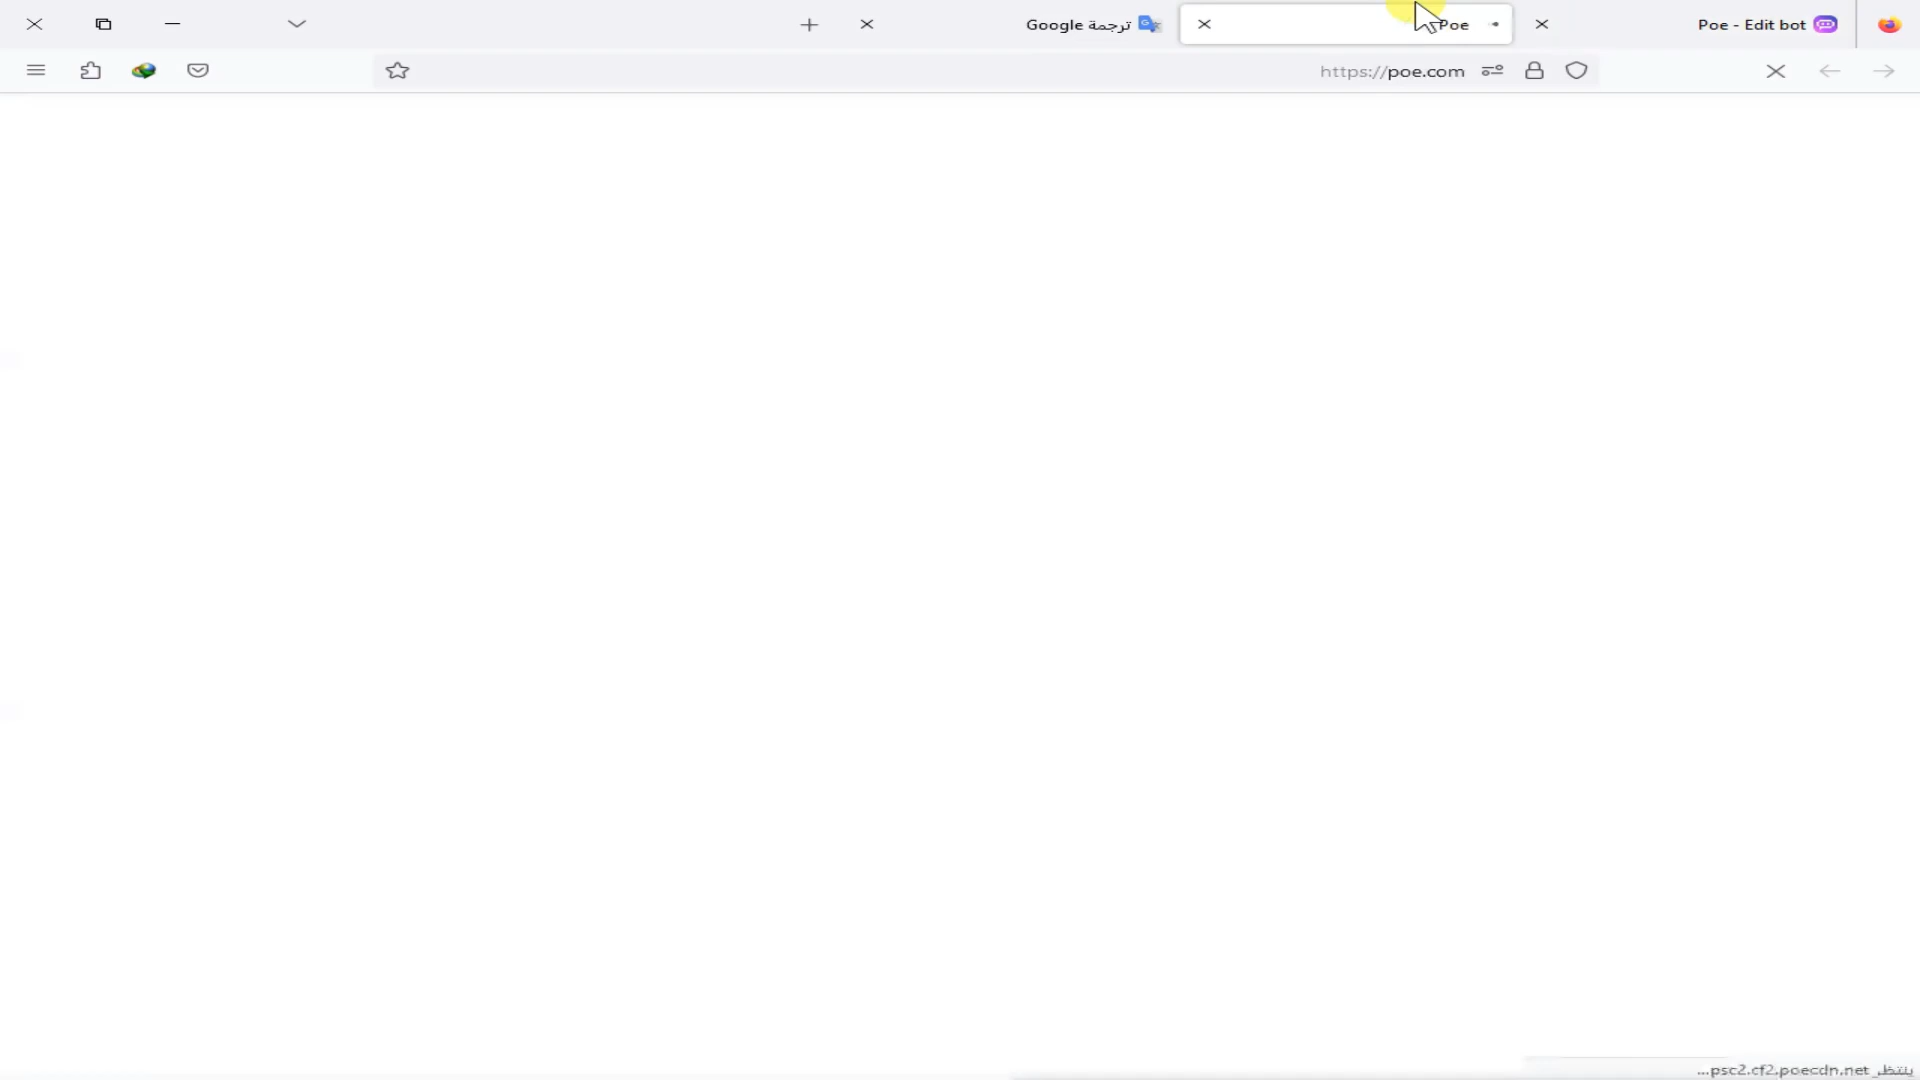 Poe - Edit bot
Poe
ترجمة Google
https://poe.com
ينتظر psc2.cf2.poecdn.net...